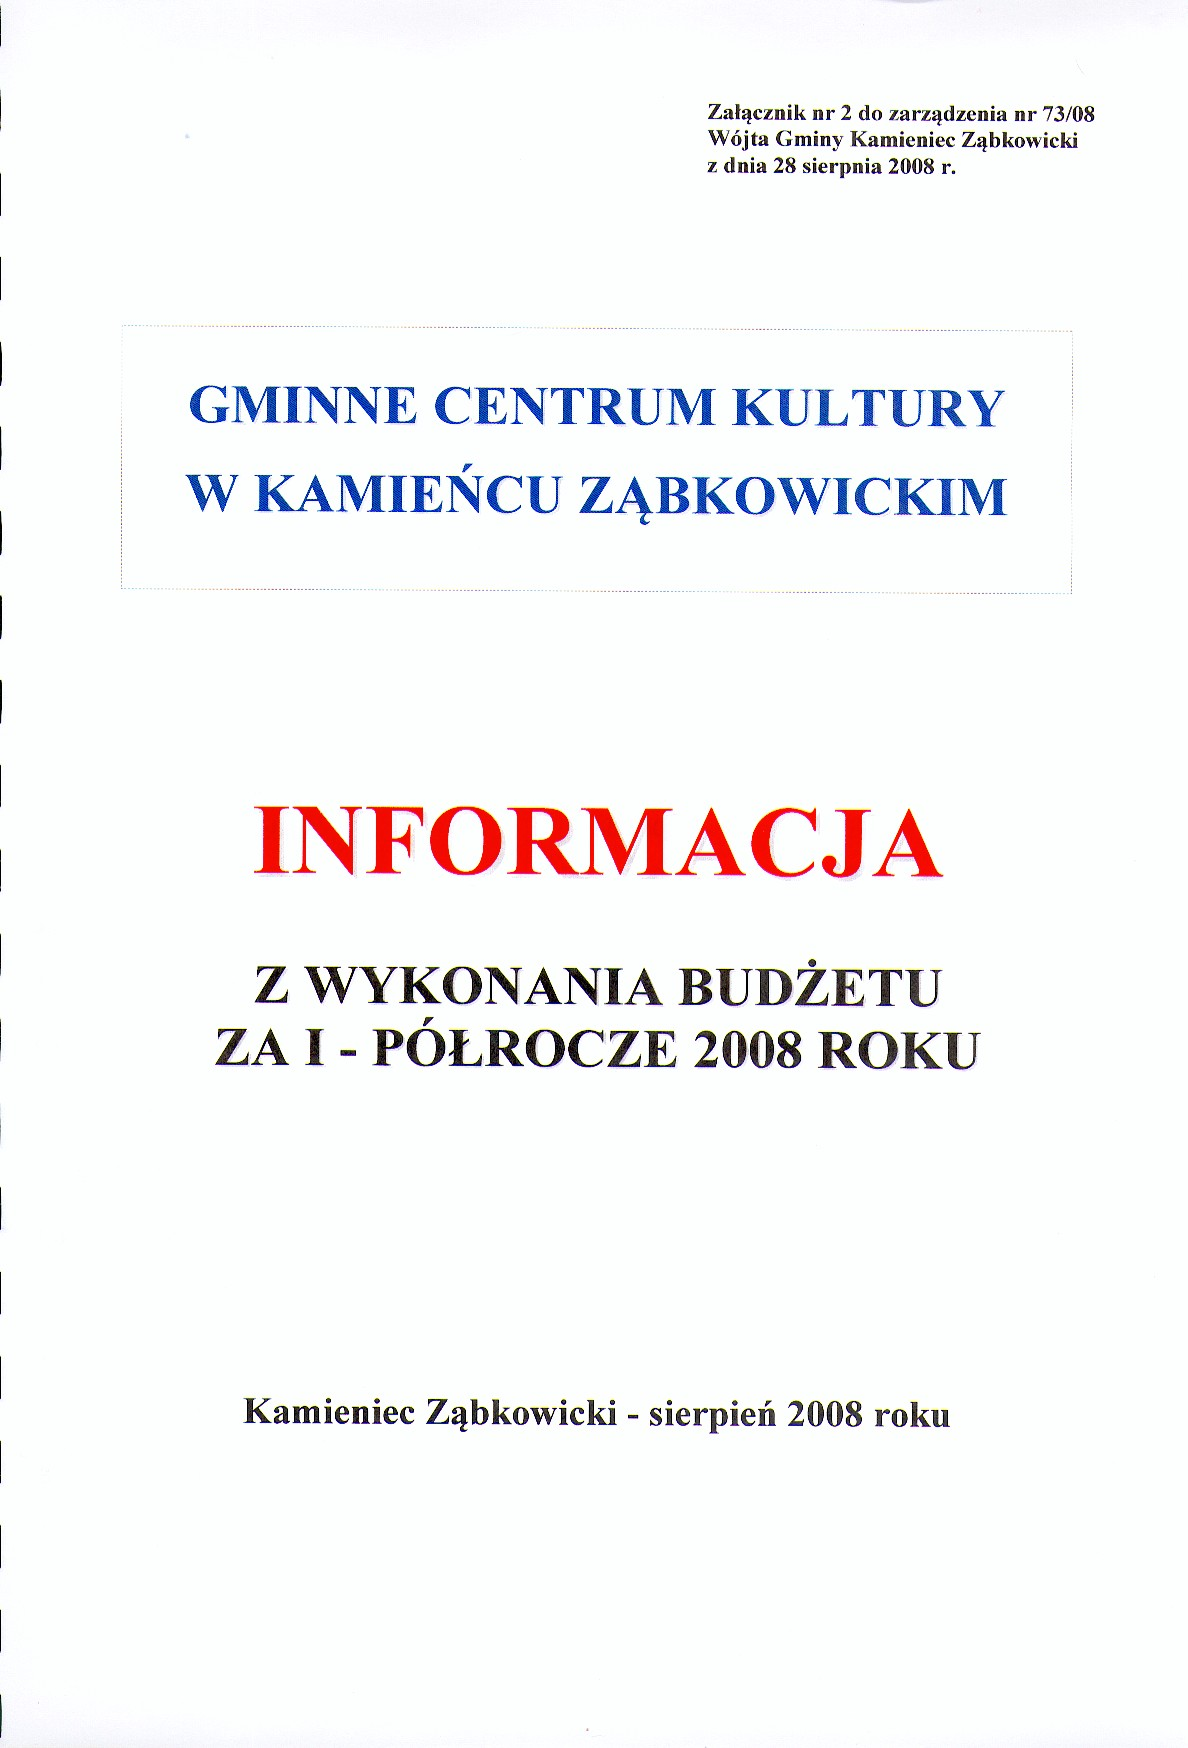 Załącznik nr 2 do zarządzenia nr 73/08
Wójta Gminy Kamieniec Ząbkowicki
z dnia 28 sierpnia 2008 r.
GMINNE CENTRUM KULTURY
W KAMIEŃCU ZĄBKOWICKIM
INFORMACJA
Z WYKONANIA BUDŻETU
ZA I - PÓŁROCZE 2008 ROKU
Kamieniec Ząbkowicki - sierpień 2008 roku